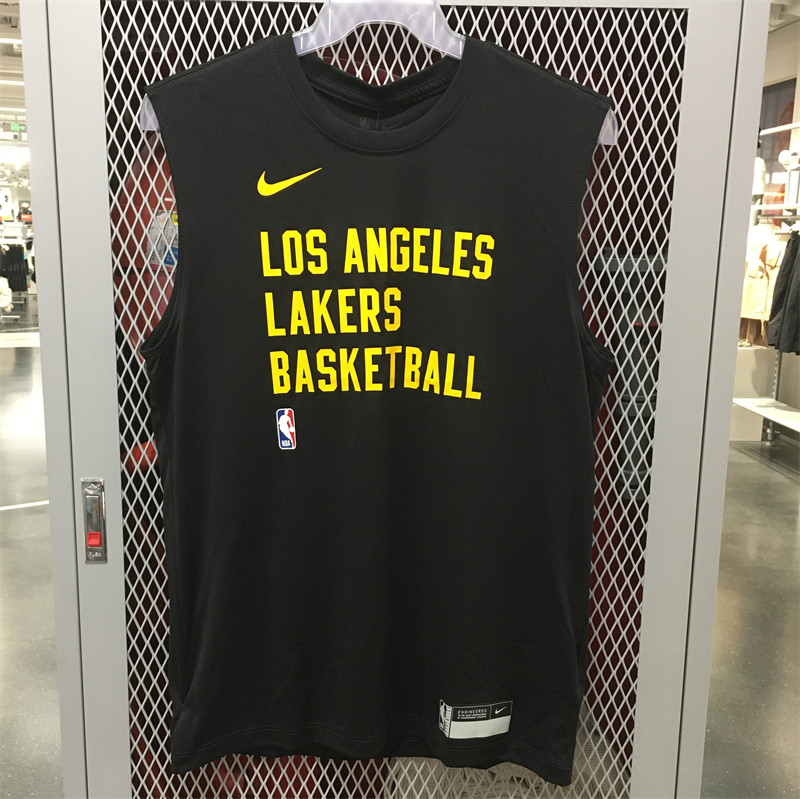 LOS ANGELES
LAKERS
BASKETBALL
NBA
ENGINEERED